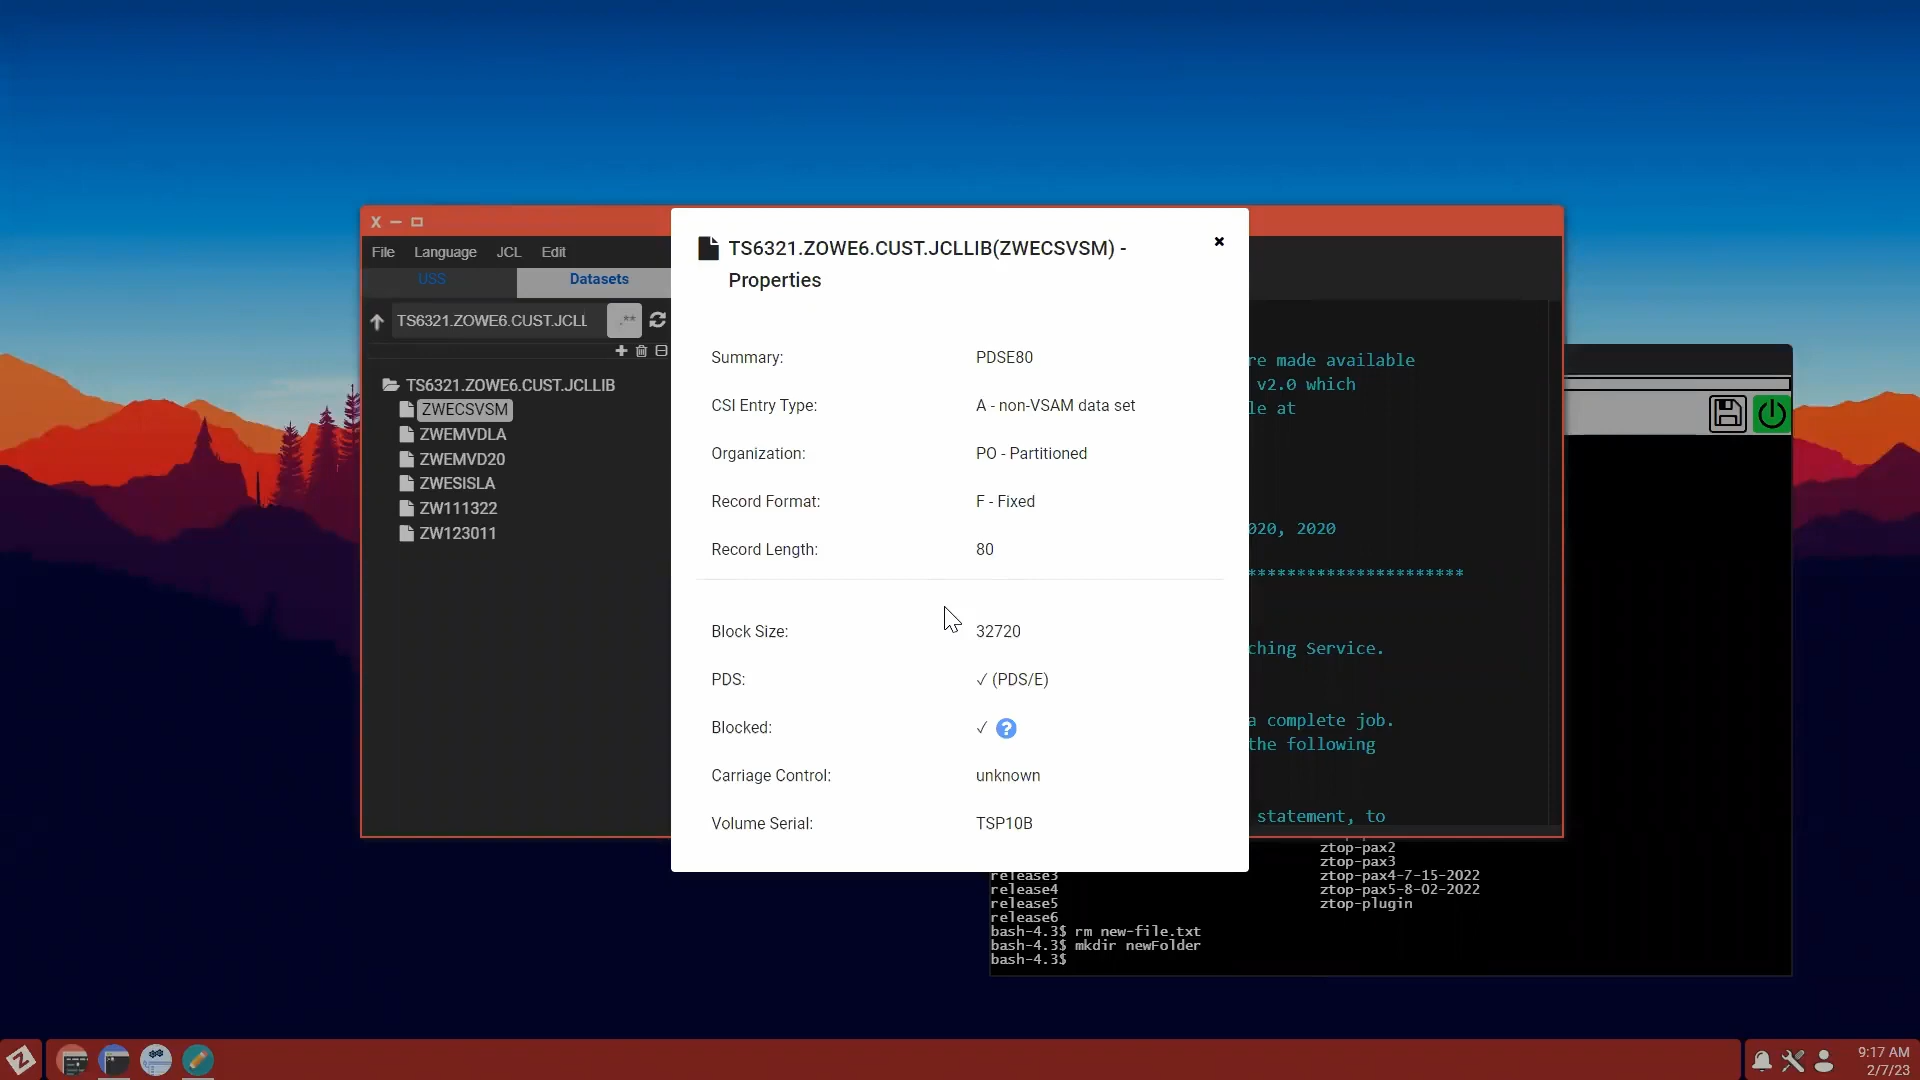 X
File Language JCL Edit
USS Datasets
TS6321.ZOWE6.CUST.JCLL .**
TS6321.ZOWE6.CUST.JCLLIB
ZWECSVSM
ZWEMVDLA
ZWEMVD20
ZWESISLA
ZW111322
ZW123011
TS6321.ZOWE6.CUST.JCLLIB(ZWECSVSM) -
Properties
Summary: PDSE80
CSI Entry Type: A - non-VSAM data set
Organization: PO - Partitioned
Record Format: F - Fixed
Record Length: 80
Block Size: 32720
PDS: ✓ (PDS/E)
Blocked: ✓ ?
Carriage Control: unknown
Volume Serial: TSP10B
re made available
v2.0 which
le at
020, 2020
**********************
ching Service.
a complete job.
the following
statement, to
ztop-pax2
ztop-pax3
release3 ztop-pax4-7-15-2022
release4 ztop-pax5-8-02-2022
release5 ztop-plugin
release6
bash-4.3$ rm new-file.txt
bash-4.3$ mkdir newFolder
bash-4.3$
9:17 AM
2/7/23